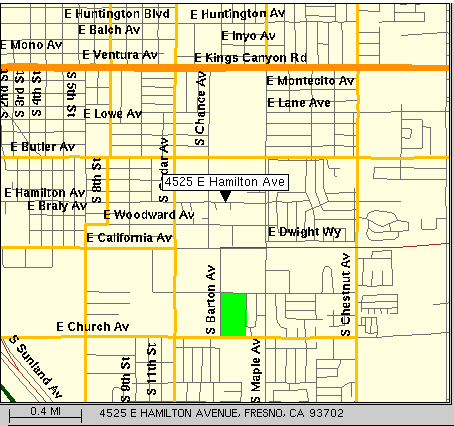 E Huntington Blvd
E Huntington Av
E Balch Av
E Inyo Av
E Mono Av
E Ventura Av
E Kings Canyon Rd
S 2nd St
S 3rd St
S 4th St
S 5th St
S Chance Av
E Montecito Av
E Lane Ave
E Lowe Av
E Butler Av
S 8th St
dar Av
4525 E Hamilton Ave
E Hamilton Av
E Braly Av
E Woodward Av
E California Av
E Dwight Wy
S Barton Av
S Chestnut Av
E Church Av
S Sunland Av
S 9th St
S 11th St
S Maple Av
0.4 MI
4525 E HAMILTON AVENUE, FRESNO, CA 93702